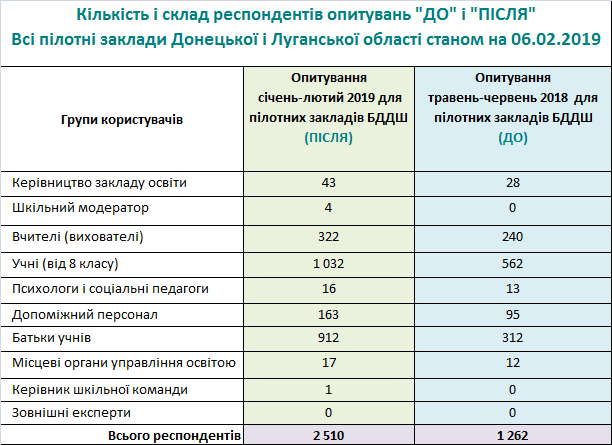 Кількість і склад респондентів опитувань "ДО" і "ПІСЛЯ"
Всі пілотні заклади Донецької і Луганської області станом на 06.02.2019
Групи користувачів
Опитування
січень-лютий 2019 для
пілотних закладів БДДШ
(ПІСЛЯ)
Опитування
травень-червень 2018 для
пілотних закладів БДДШ
(ДО)
Керівництво закладу освіти 43 28
Шкільний модератор 4 0
Вчителі (вихователі) 322 240
Учні (від 8 класу) 1 032 562
Психологи і соціальні педагоги 16 13
Допоміжний персонал 163 95
Батьки учнів 912 312
Місцеві органи управління освітою 17 12
Керівник шкільної команди 1 0
Зовнішні експерти 0 0
Всього респондентів 2 510 1 262